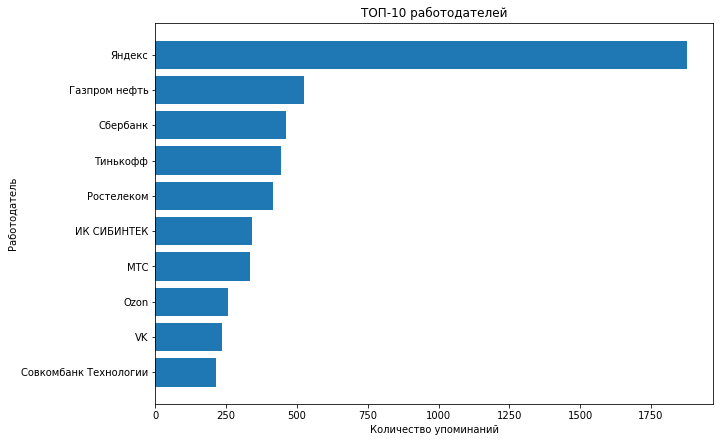 ТОП-10 работодателей
Работодатель
Яндекс
Газпром нефть
Сбербанк
Тинькофф
Ростелеком
ИК СИБИНТЕК
МТС
Ozon
VK
Совкомбанк Технологии
0 250 500 750 1000 1250 1500 1750
Количество упоминаний